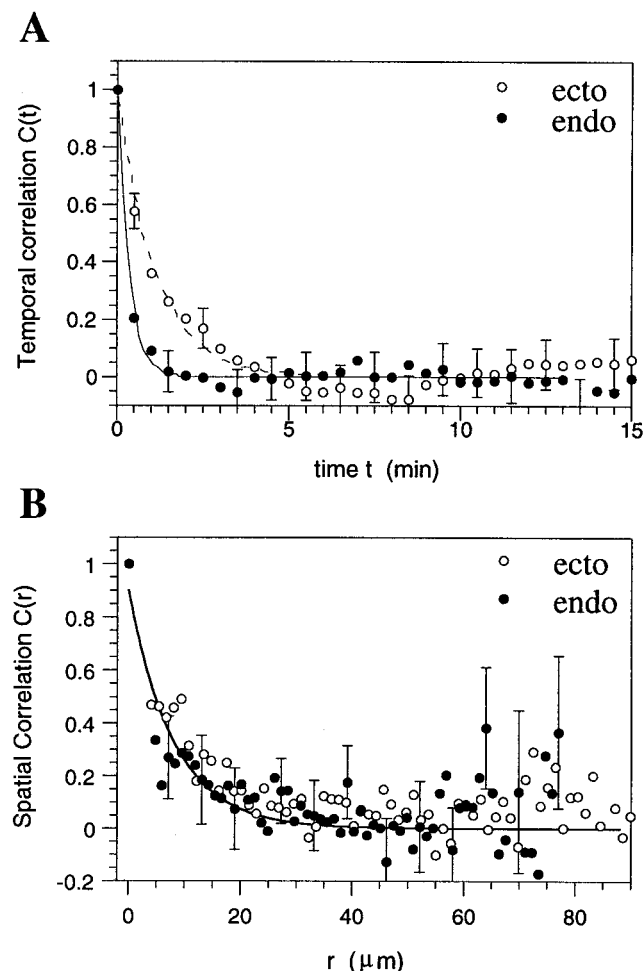 A
Temporal correlation C(t)
1
0.8
0.6
0.4
0.2
0
ecto
endo
0
5
10
15
time t (min)
B
Spatial Correlation C(r)
1
0.8
0.6
0.4
0.2
0
-0.2
ecto
endo
0
20
40
60
80
r (μm)